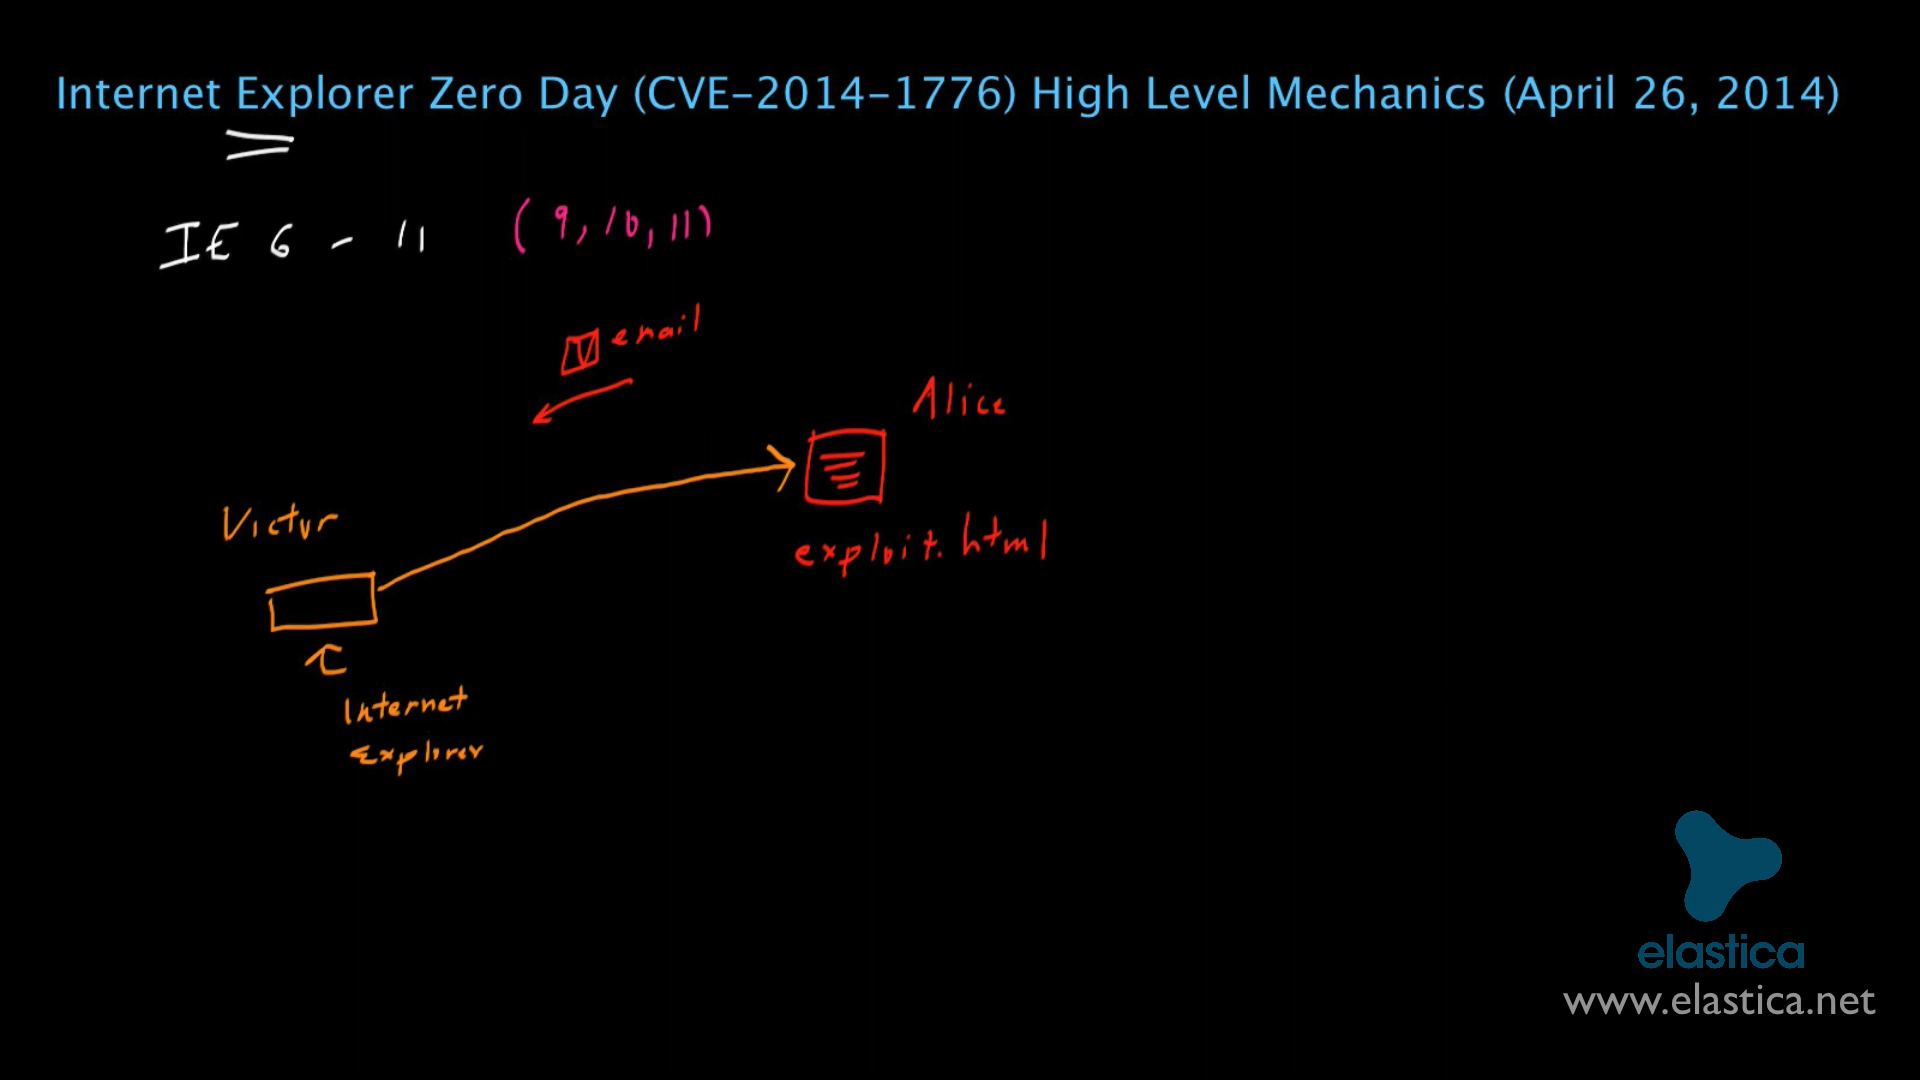 Internet Explorer Zero Day (CVE-2014-1776) High Level Mechanics (April 26, 2014)
IE 6 - 11 (9, 10, 11)
email
Alice
Victor
exploit.html
Internet
Explorer
elastica
www.elastica.net